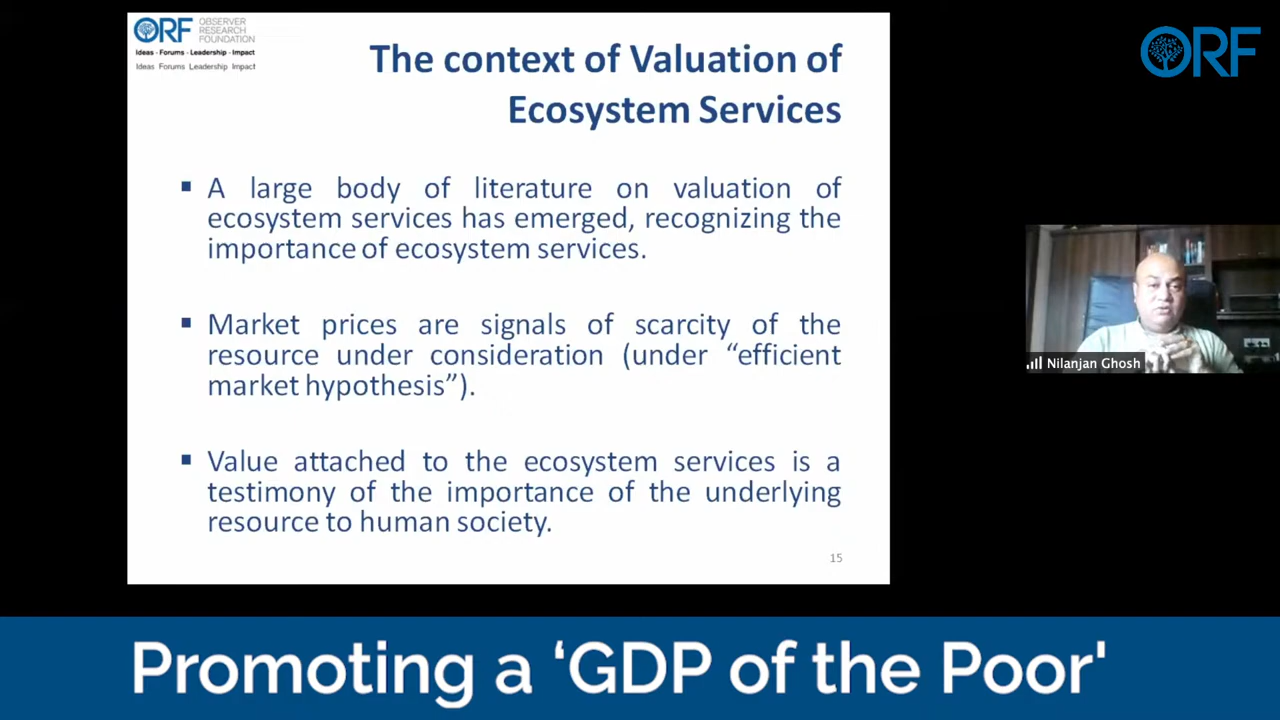 ORF OBSERVER
RESEARCH
FOUNDATION
Ideas · Forums · Leadership · Impact
Ideas Forums Leadership Impact
The context of Valuation of
Ecosystem Services
▪ A large body of literature on valuation of
ecosystem services has emerged, recognizing the
importance of ecosystem services.
▪ Market prices are signals of scarcity of the
resource under consideration (under “efficient
market hypothesis”).
▪ Value attached to the ecosystem services is a
testimony of the importance of the underlying
resource to human society.
15
ORF
Nilanjan Ghosh
Promoting a ‘GDP of the Poor'